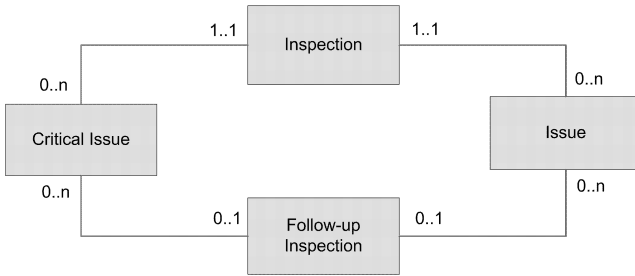 1..1
Inspection
1..1
0..n
0..n
Critical Issue
Issue
0..n
0..n
0..1
Follow-up
Inspection
0..1